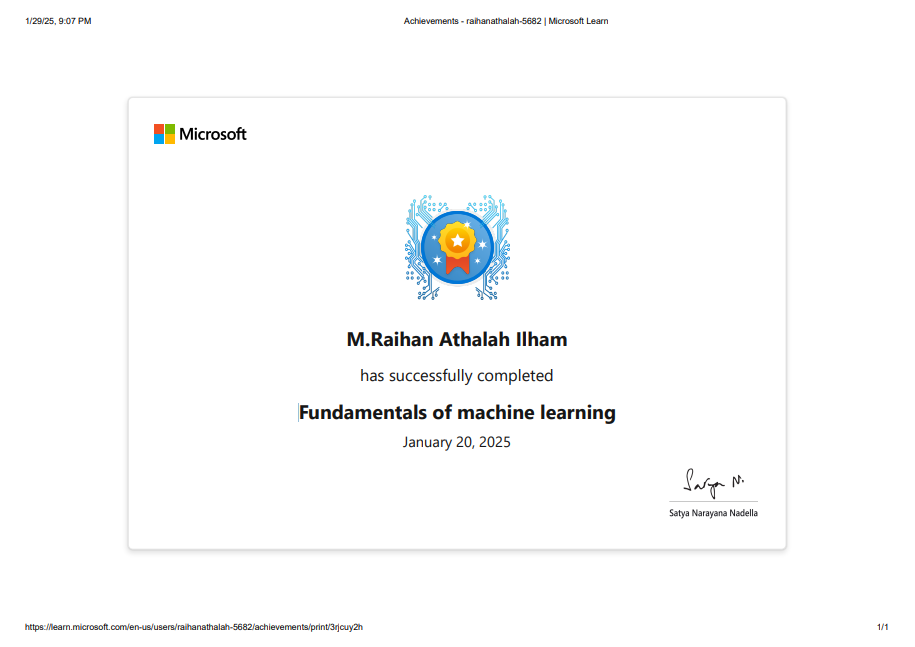 1/29/25, 9:07 PM
Achievements - raihanathalah-5682 | Microsoft Learn
Microsoft
M.Raihan Athalah Ilham
has successfully completed
Fundamentals of machine learning
January 20, 2025
Satya N.
Satya Narayana Nadella
https://learn.microsoft.com/en-us/users/raihanathalah-5682/achievements/print/3rjcuy2h
1/1